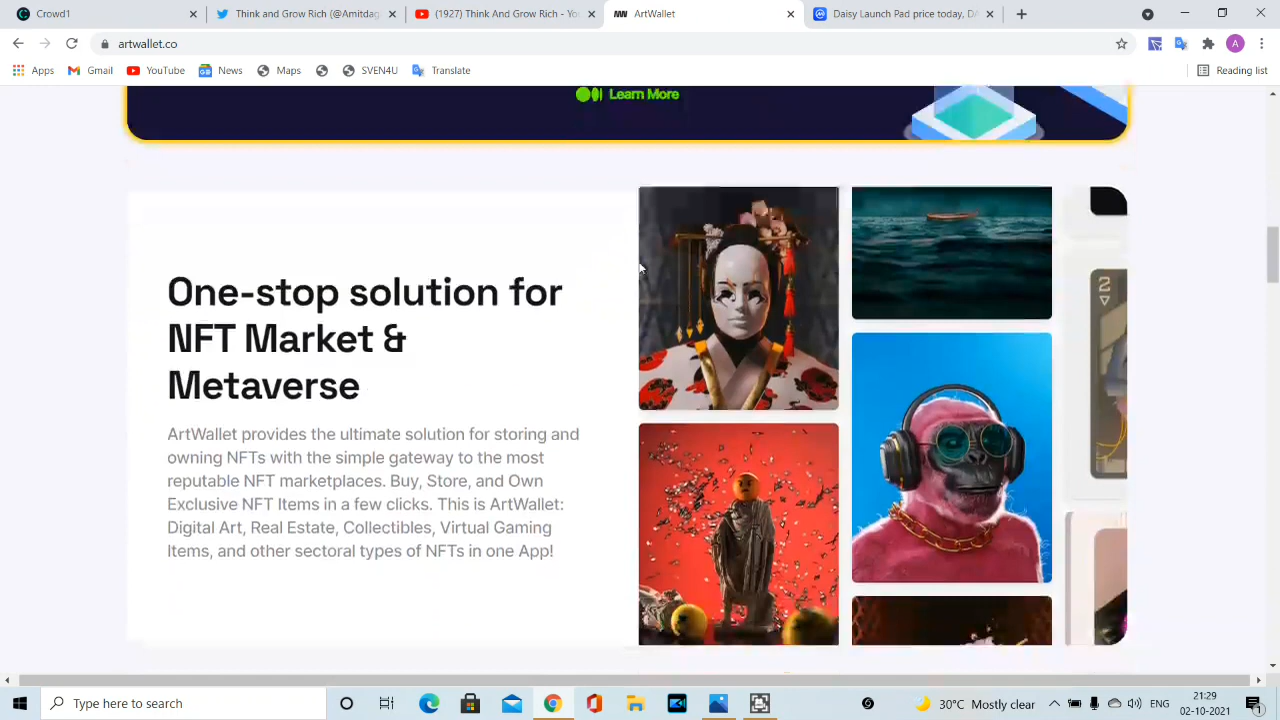 Crowd1
Think and Grow Rich (@Amritdag
(1927) Think And Grow Rich - Yo
ArtWallet
Daisy Launch Pad price today, DA
artwallet.co
A
Apps
Gmail
YouTube
News
Maps
SVEN4U
Translate
Reading list
Learn More
One-stop solution for
NFT Market &
Metaverse
ArtWallet provides the ultimate solution for storing and
owning NFTs with the simple gateway to the most
reputable NFT marketplaces. Buy, Store, and Own
Exclusive NFT Items in a few clicks. This is ArtWallet:
Digital Art, Real Estate, Collectibles, Virtual Gaming
Items, and other sectoral types of NFTs in one App!
2
Type here to search
30°C Mostly clear
21:29
02-10-2021
1